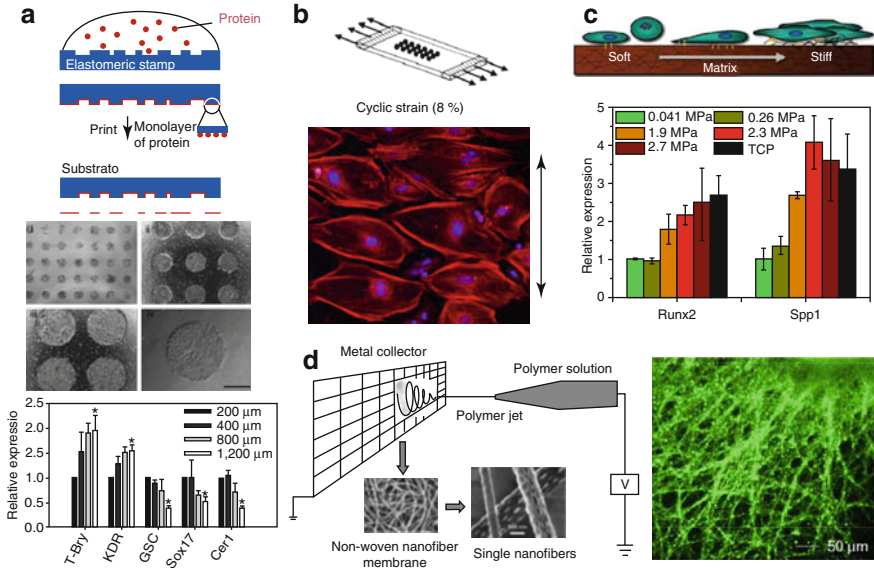 a
Protein
Elastomeric stamp
Print
Monolayer
of protein
Substrato
i
ii
Relative expressio
2.5
2.0
1.5
1.0
0.5
0.0
200 µm
400 µm
800 µm
1,200 µm
* * * * *
T-Bry
KDR
GSC
Sox17
Cer1
b
Cyclic strain (8 %)
c
Soft
Matrix
Stiff
Relative expression
5
4
3
2
1
0
0.041 MPa
0.26 MPa
1.9 MPa
2.3 MPa
2.7 MPa
TCP
Runx2
Spp1
d
Metal collector
Polymer solution
Polymer jet
V
Non-woven nanofiber
membrane
Single nanofibers
50 µm